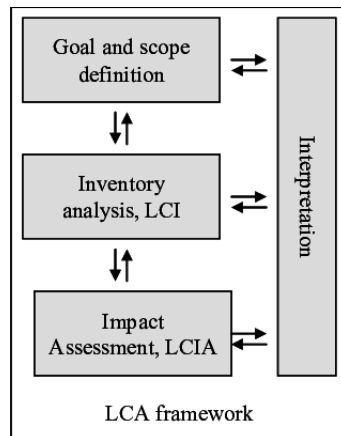 Goal and scope
definition
Inventory
analysis, LCI
Impact
Assessment, LCIA
Interpretation
LCA framework